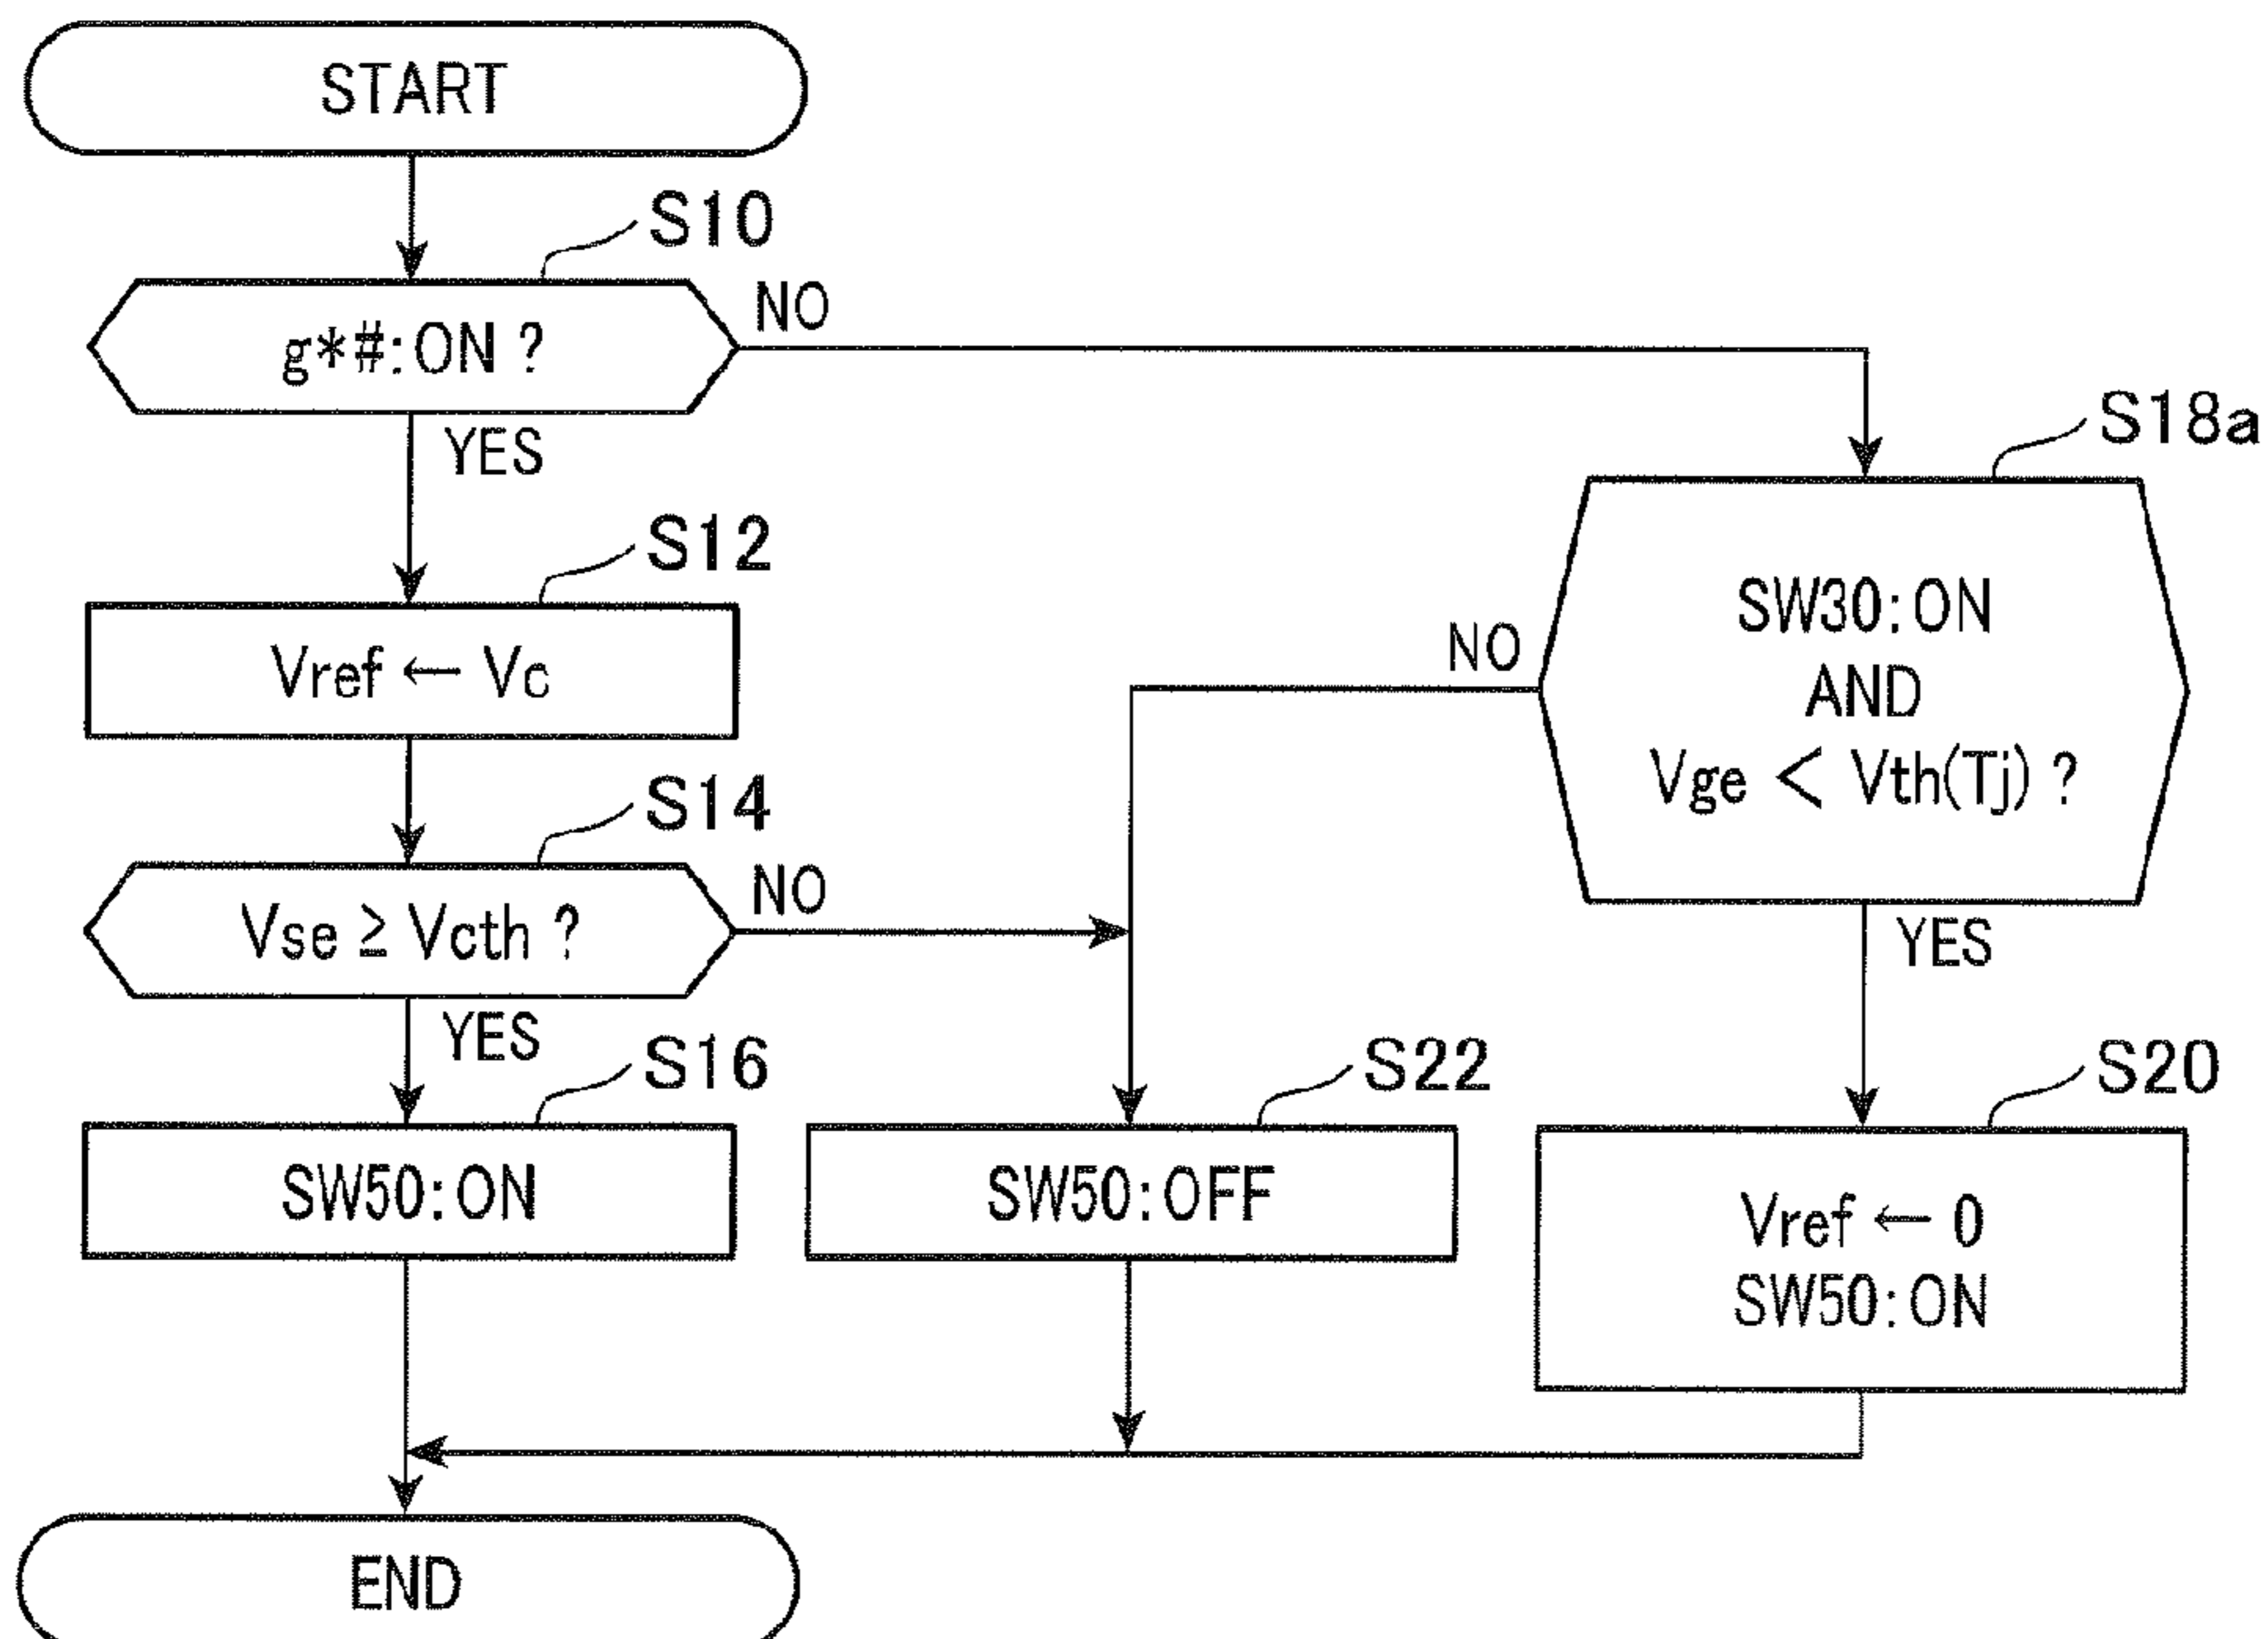 START
S10
g*#:ON ?
NO
YES
S18a
SW30:ON
AND
Vge < Vth(Tj) ?
NO
YES
S12
Vref ← Vc
S14
Vse ≥ Vcth ?
NO
YES
S16
SW50:ON
S22
SW50:OFF
S20
Vref ← 0
SW50:ON
END